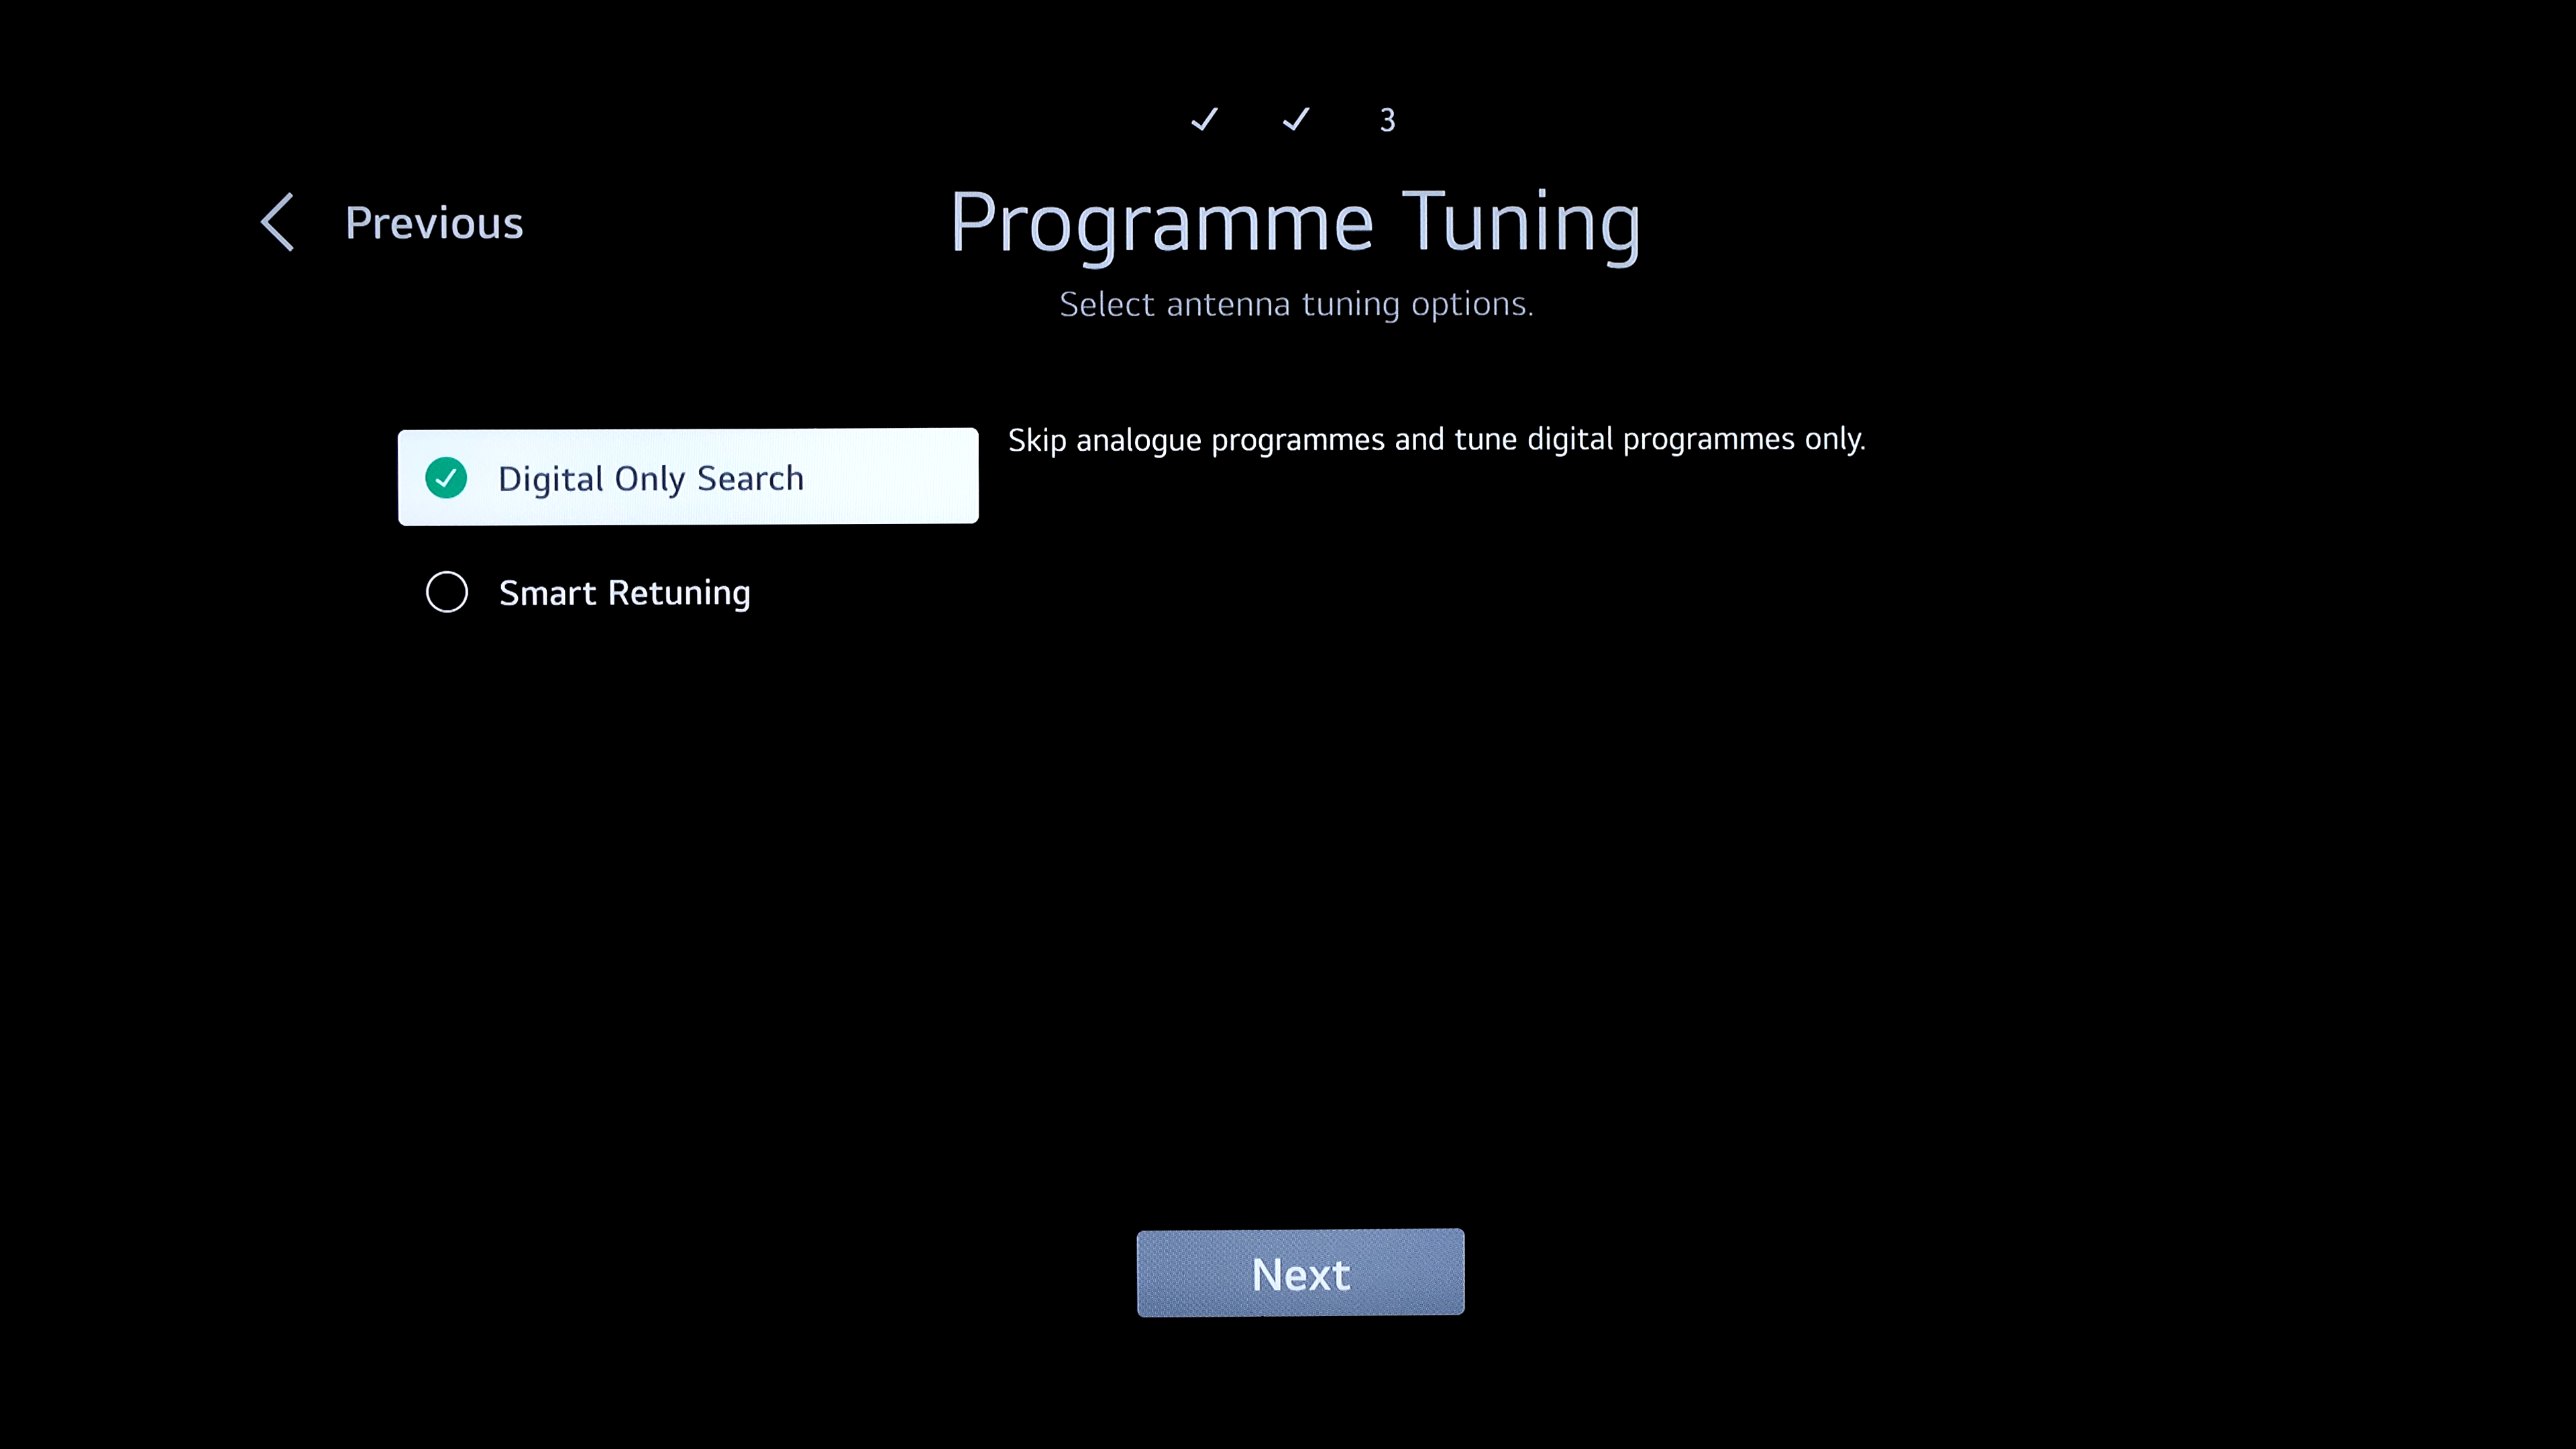 3
Previous
Programme Tuning
Select antenna tuning options.
Digital Only Search
Skip analogue programmes and tune digital programmes only.
Smart Retuning
Next